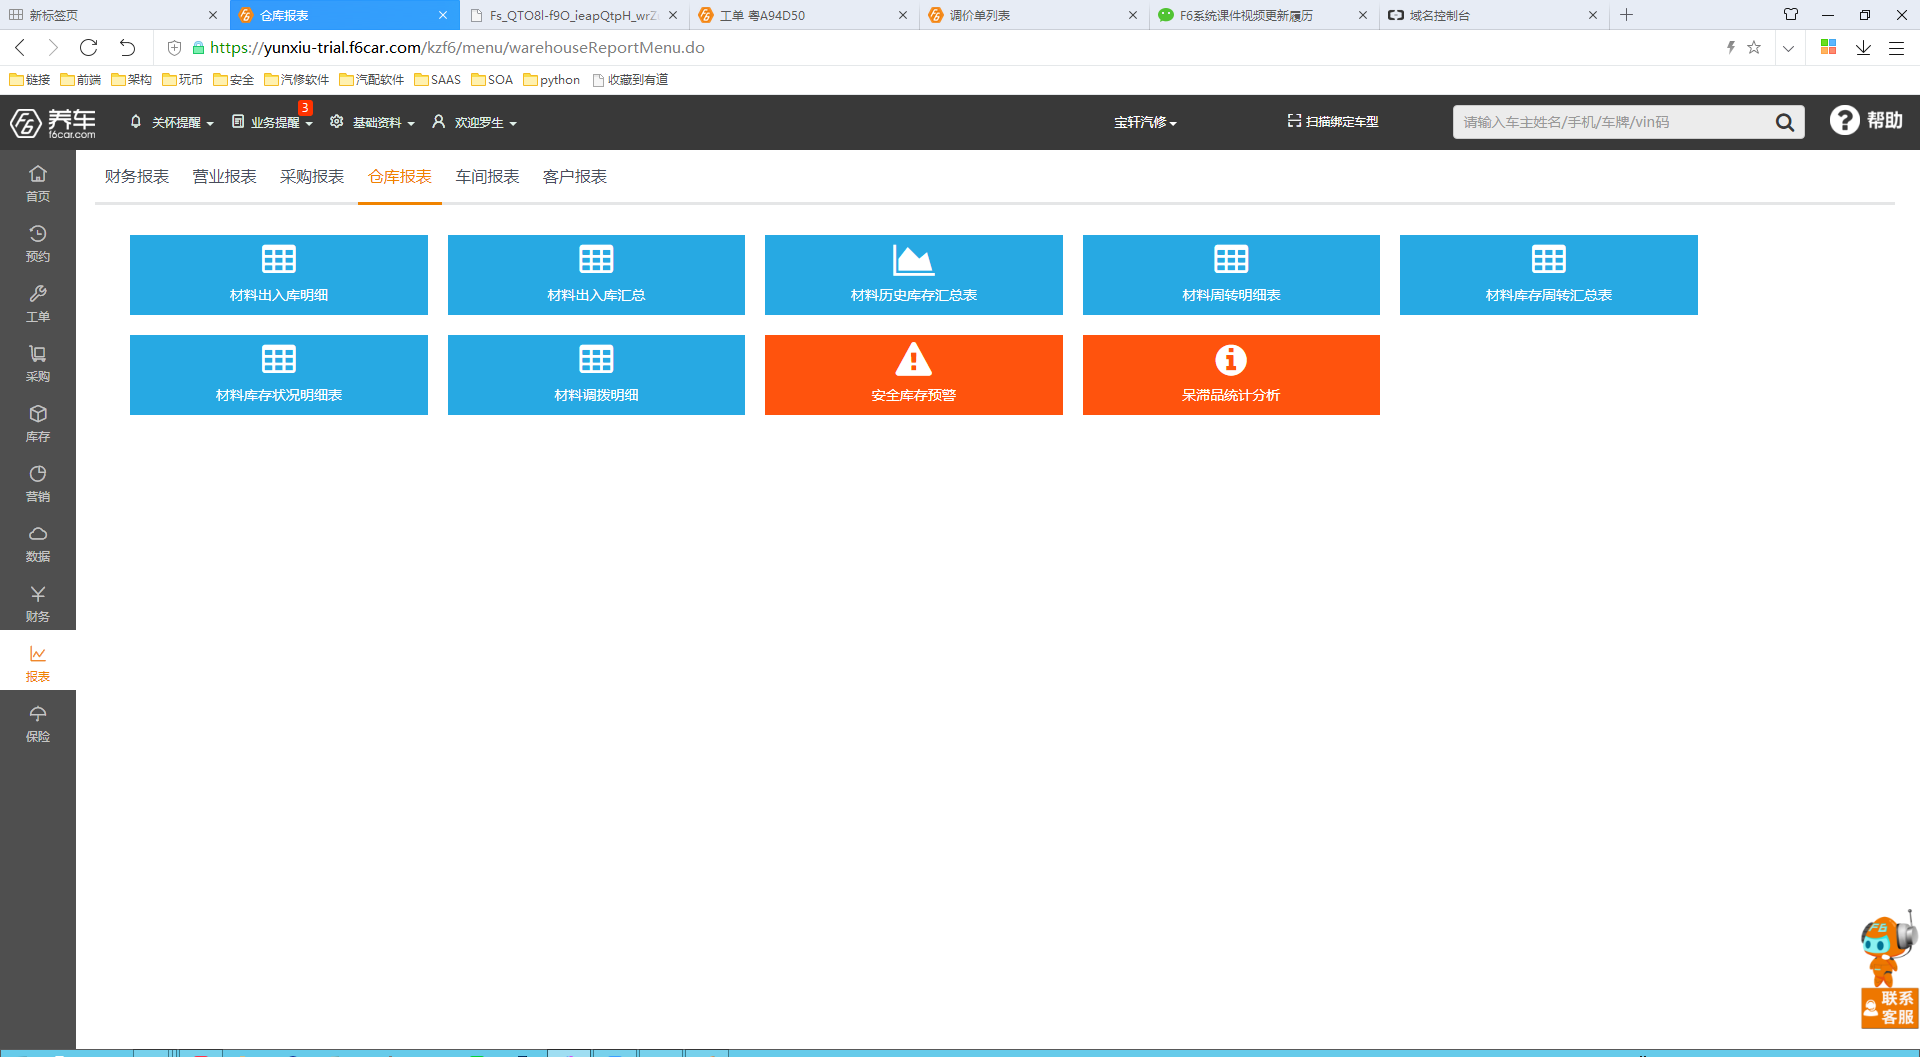 新标签页
仓库报表
Fs_QTO8l-f9O_ieapQtpH_wrZ
工单 粤A94D50
调价单列表
F6系统课件视频更新履历
域名控制台
https://yunxiu-trial.f6car.com/kzf6/menu/warehouseReportMenu.do
链接
前端
架构
玩币
安全
汽修软件
汽配软件
SAAS
SOA
python
收藏到有道
养车
f6car.com
关怀提醒
业务提醒
3
基础资料
欢迎罗生
宝轩汽修
扫描绑定车型
请输入车主姓名/手机/车牌/vin码
帮助
首页
预约
工单
采购
库存
营销
数据
财务
报表
保险
财务报表
营业报表
采购报表
仓库报表
车间报表
客户报表
材料出入库明细
材料出入库汇总
材料历史库存汇总表
材料周转明细表
材料库存周转汇总表
材料库存状况明细表
材料调拨明细
安全库存预警
呆滞品统计分析
F6
联系
客服